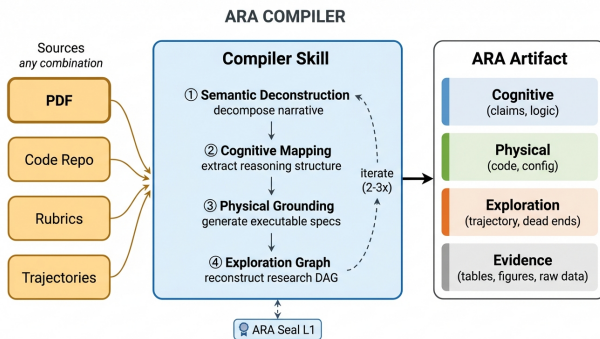 ARA COMPILER
Sources
any combination
PDF
Code Repo
Rubrics
Trajectories
Compiler Skill
① Semantic Deconstruction
decompose narrative
② Cognitive Mapping
extract reasoning structure
③ Physical Grounding
generate executable specs
④ Exploration Graph
reconstruct research DAG
iterate
(2-3x)
ARA Seal L1
ARA Artifact
Cognitive
(claims, logic)
Physical
(code, config)
Exploration
(trajectory, dead ends)
Evidence
(tables, figures, raw data)